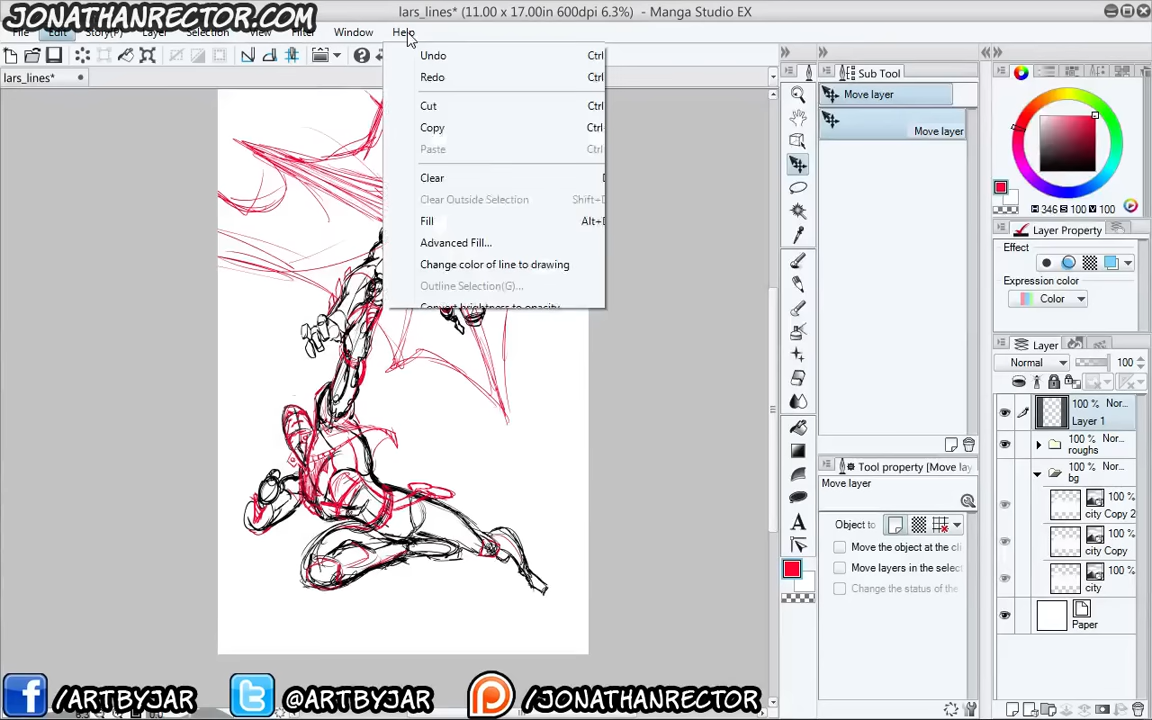 JONATHANRECTOR.COM
lars_lines* (11.00 x 17.00in 600dpi 6.3%) - Manga Studio EX
File Edit Story(P) Layer Selection View Filter Window Help
lars_lines*
Undo Ctrl
Redo Ctrl
Cut Ctrl
Copy Ctrl
Paste Ctrl
Clear
Clear Outside Selection Shift+D
Fill Alt+D
Advanced Fill...
Change color of line to drawing
Outline Selection(G)...
Convert brightness to opacity
Sub Tool
Move layer
Move layer
Tool property [Move lay
Move layer
Object to
Move the object at the cli
Move layers in the selec
Change the status of the
346 S 100 V 100
Layer Property
Effect
Expression color
Color
Layer
Normal 100
100 % Nor...
Layer 1
100 % Nor...
roughs
100 % Nor...
bg
100 %
city Copy 2
100 %
city Copy
100 %
city
Paper
/ARTBYJAR @ARTBYJAR /JONATHANRECTOR